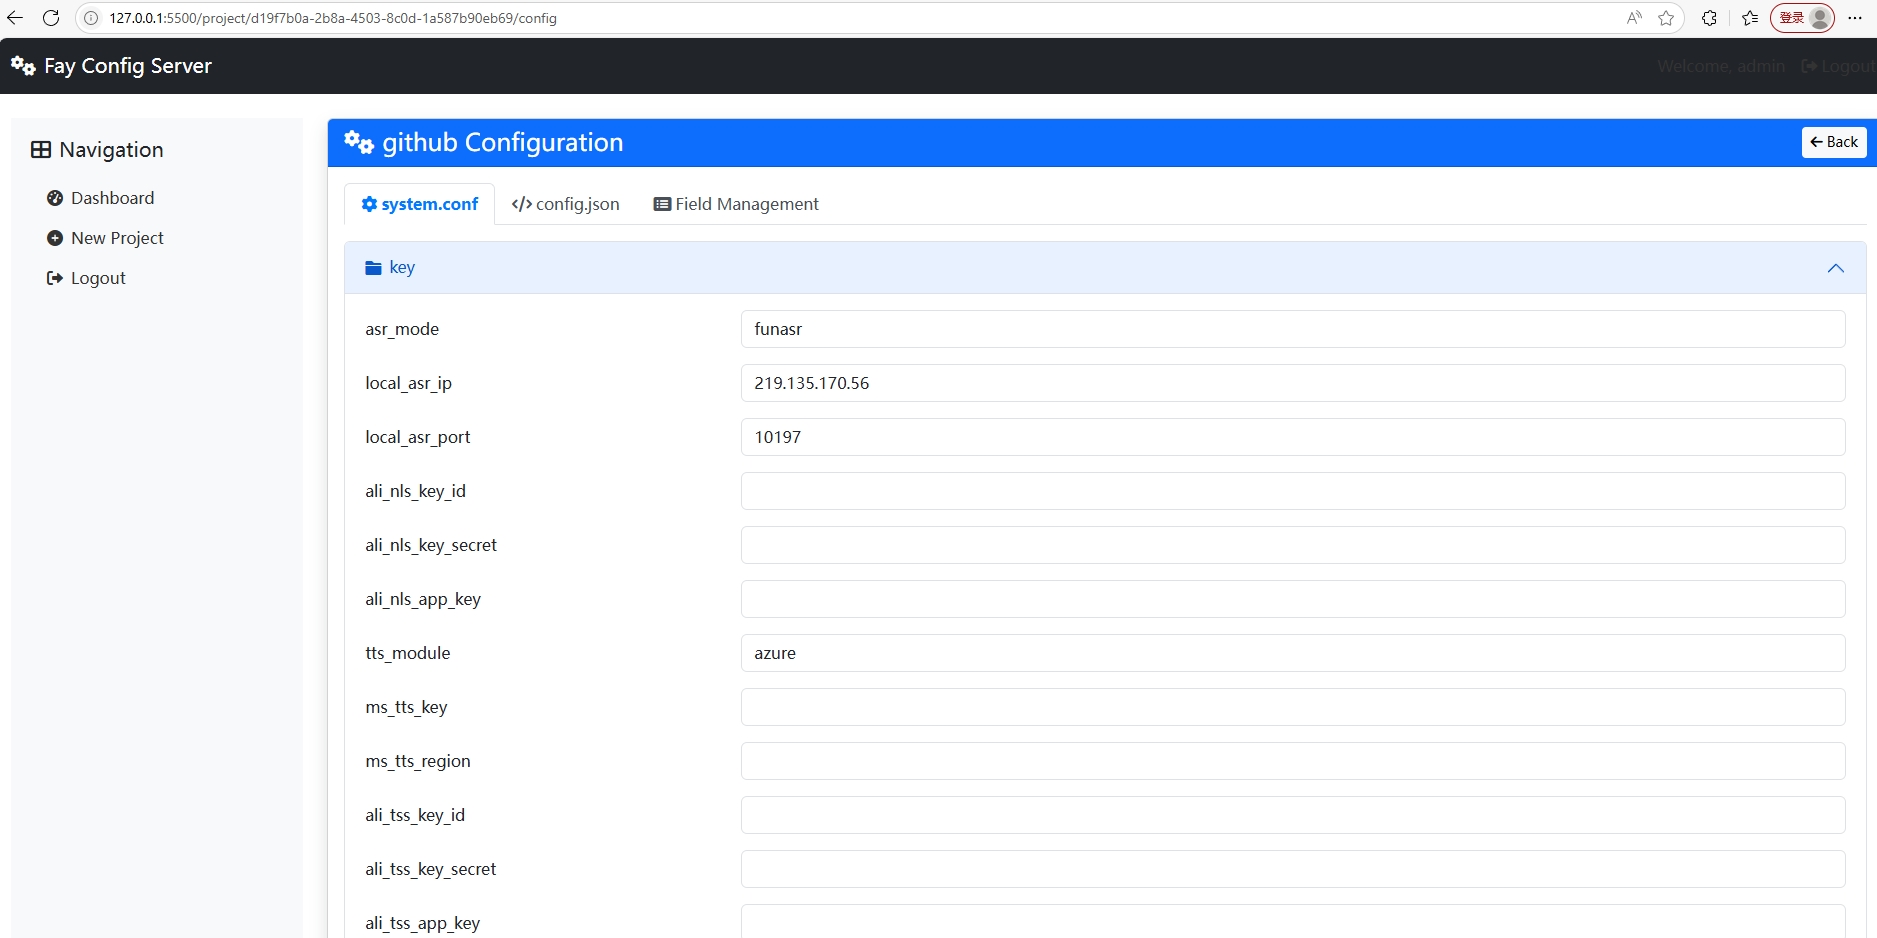 127.0.0.1:5500/project/d19f7b0a-2b8a-4503-8c0d-1a587b90eb69/config
登录
Fay Config Server
Welcome, admin Logout
Navigation
Dashboard
New Project
Logout
github Configuration
Back
system.conf config.json Field Management
key
asr_mode funasr
local_asr_ip 219.135.170.56
local_asr_port 10197
ali_nls_key_id
ali_nls_key_secret
ali_nls_app_key
tts_module azure
ms_tts_key
ms_tts_region
ali_tss_key_id
ali_tss_key_secret
ali_tss_app_key